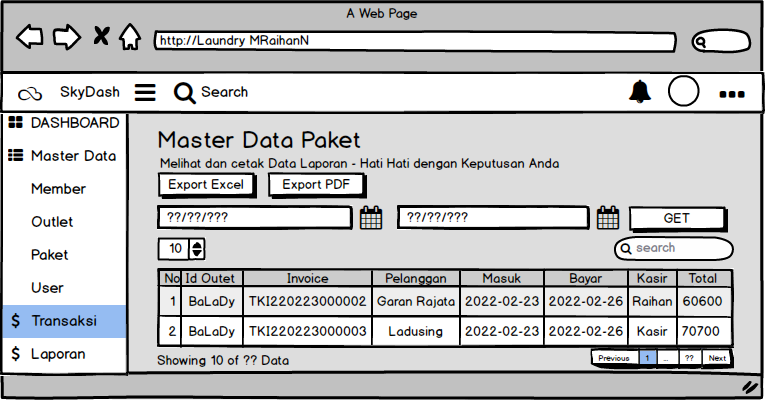 A Web Page
http://Laundry MRaihanN
SkyDash Search
DASHBOARD
Master Data
Member
Outlet
Paket
User
$ Transaksi
$ Laporan
Master Data Paket
Melihat dan cetak Data Laporan - Hati Hati dengan Keputusan Anda
Export Excel Export PDF
??/??/??? ??/??/??? GET
10 search
No Id Outet Invoice Pelanggan Masuk Bayar Kasir Total
1 BaLaDy TKI220223000002 Garan Rajata 2022-02-23 2022-02-26 Raihan 60600
2 BaLaDy TKI220223000003 Ladusing 2022-02-23 2022-02-26 Kasir 70700
Showing 10 of ?? Data
Previous 1 ... ?? Next